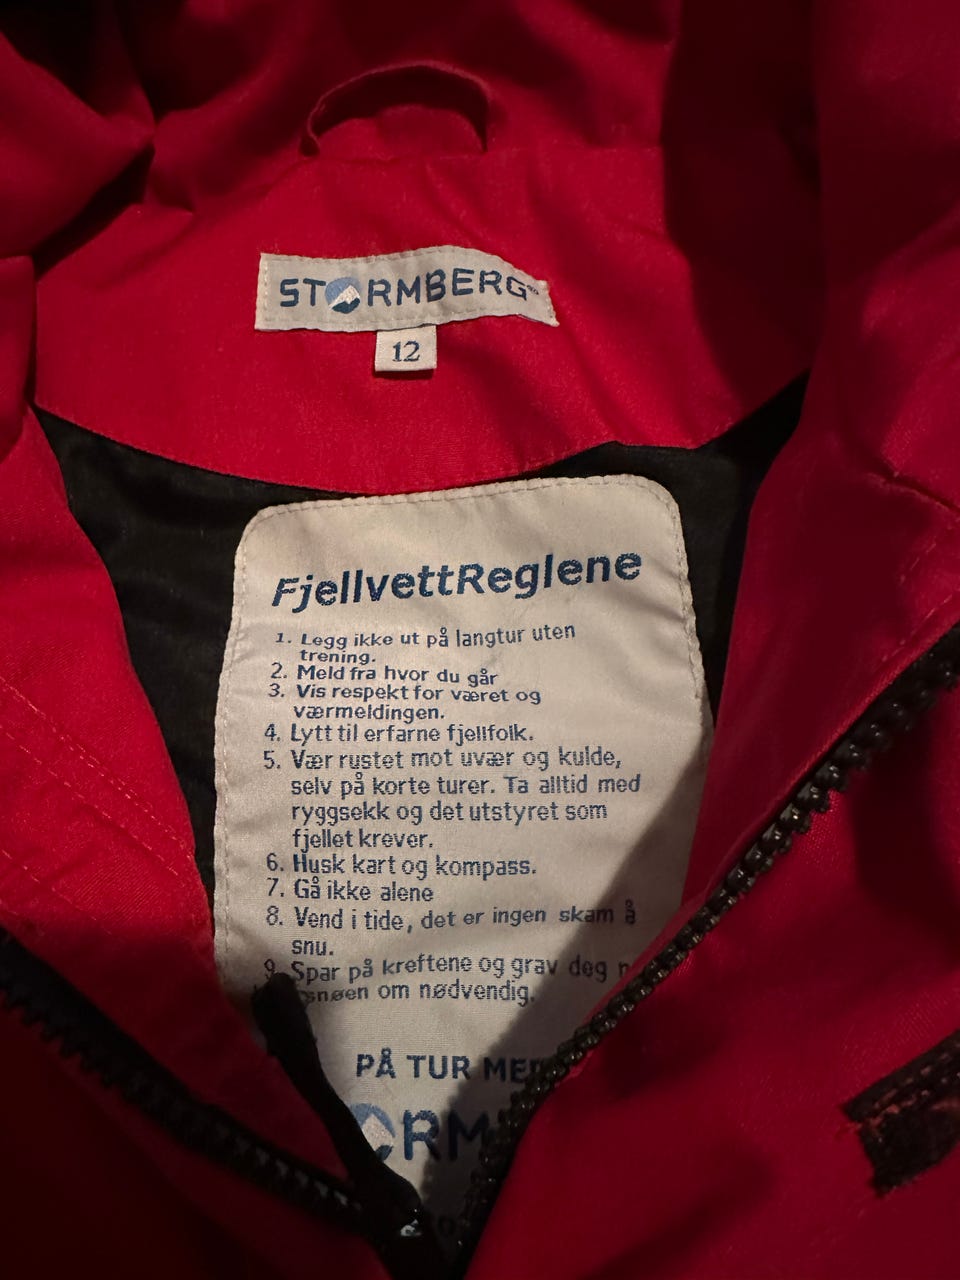 STORMBERG
12
FjellvettReglene
1. Legg ikke ut på langtur uten
trening.
2. Meld fra hvor du går
3. Vis respekt for været og
værmeldingen.
4. Lytt til erfarne fjellfolk.
5. Vær rustet mot uvær og kulde,
selv på korte turer. Ta alltid med
ryggsekk og det utstyret som
fjellet krever.
6. Husk kart og kompass.
7. Gå ikke alene
8. Vend i tide, det er ingen skam å
snu.
9. Spar på kreftene og grav deg
snøen om nødvendig.
PÅ TUR
ORM